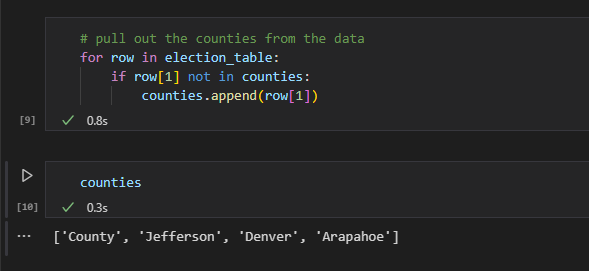 # pull out the counties from the data
for row in election_table:
    if row[1] not in counties:
        counties.append(row[1])
[9] ✓ 0.8s
counties
[10] ✓ 0.3s
... ['County', 'Jefferson', 'Denver', 'Arapahoe']